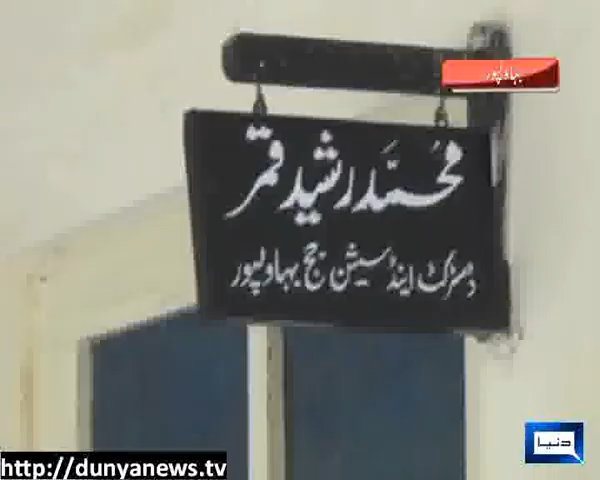 بہاولپور
محمد رشید قمر
ڈسٹرکٹ اینڈ سیشن جج بہاولپور
دنیا
http://dunyanews.tv